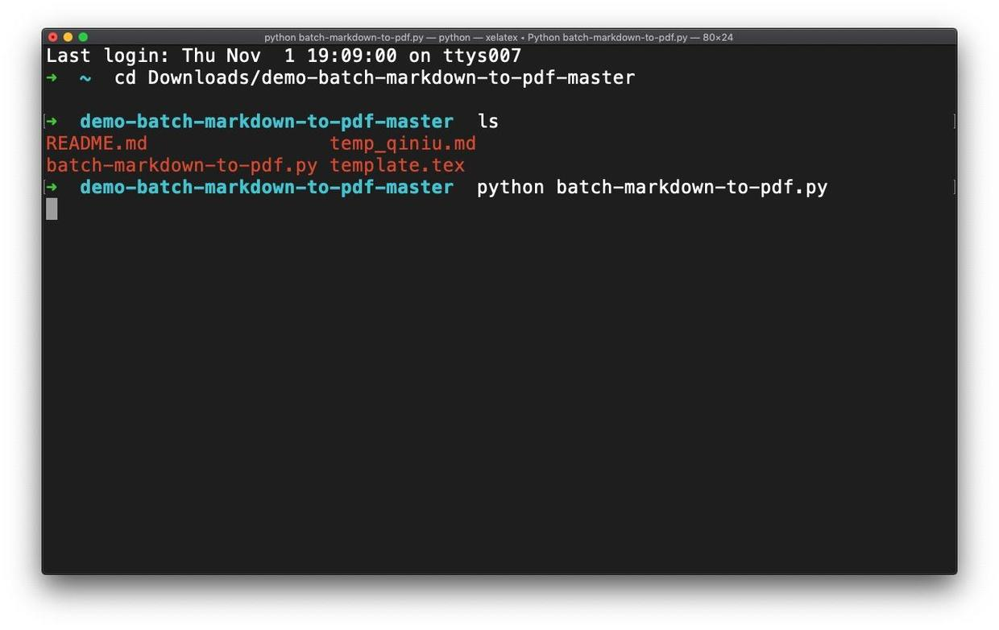 python batch-markdown-to-pdf.py — python — xelatex ◂ Python batch-markdown-to-pdf.py — 80×24
Last login: Thu Nov  1 19:09:00 on ttys007
➜  ~  cd Downloads/demo-batch-markdown-to-pdf-master
[➜  demo-batch-markdown-to-pdf-master  ls ]
README.md                temp_qiniu.md
batch-markdown-to-pdf.py template.tex
[➜  demo-batch-markdown-to-pdf-master  python batch-markdown-to-pdf.py ]